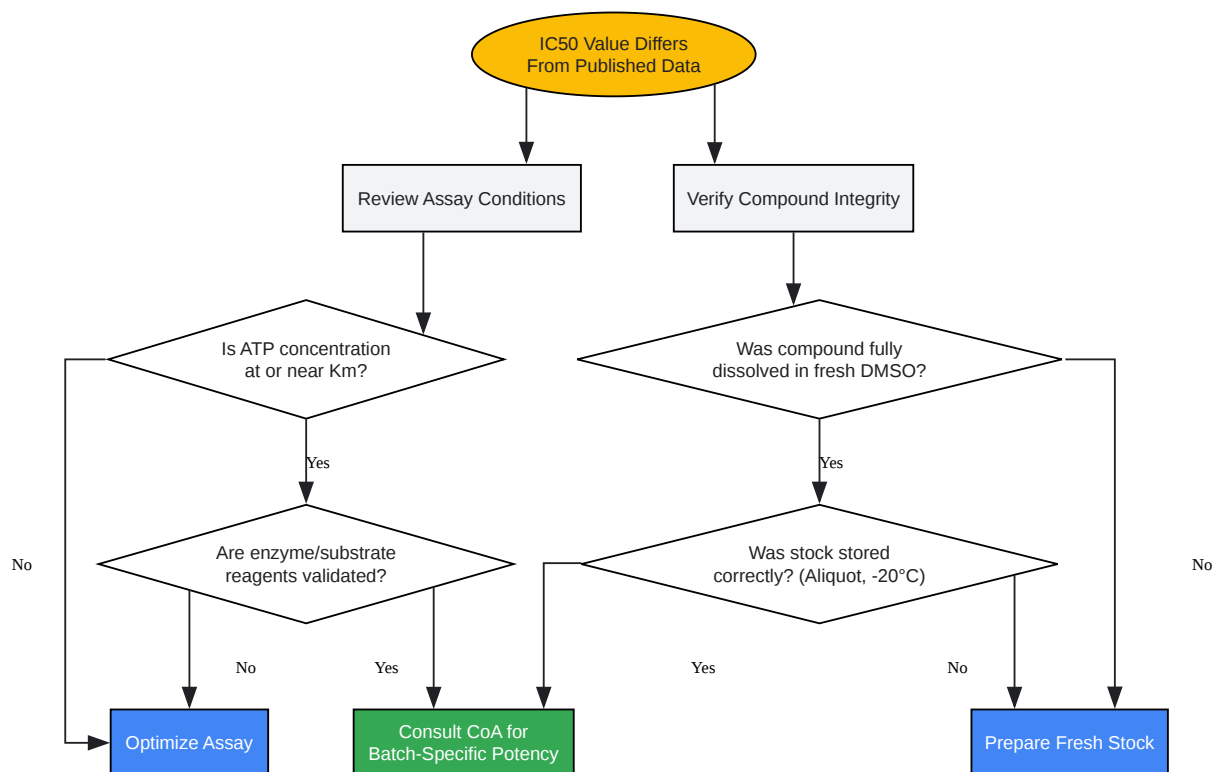 IC50 Value Differs
From Published Data
Review Assay Conditions
Verify Compound Integrity
Is ATP concentration
at or near Km?
Was compound fully
dissolved in fresh DMSO?
Yes
Yes
Are enzyme/substrate
reagents validated?
Was stock stored
correctly? (Aliquot, -20°C)
No
No
No
Yes
Yes
No
Optimize Assay
Consult CoA for
Batch-Specific Potency
Prepare Fresh Stock